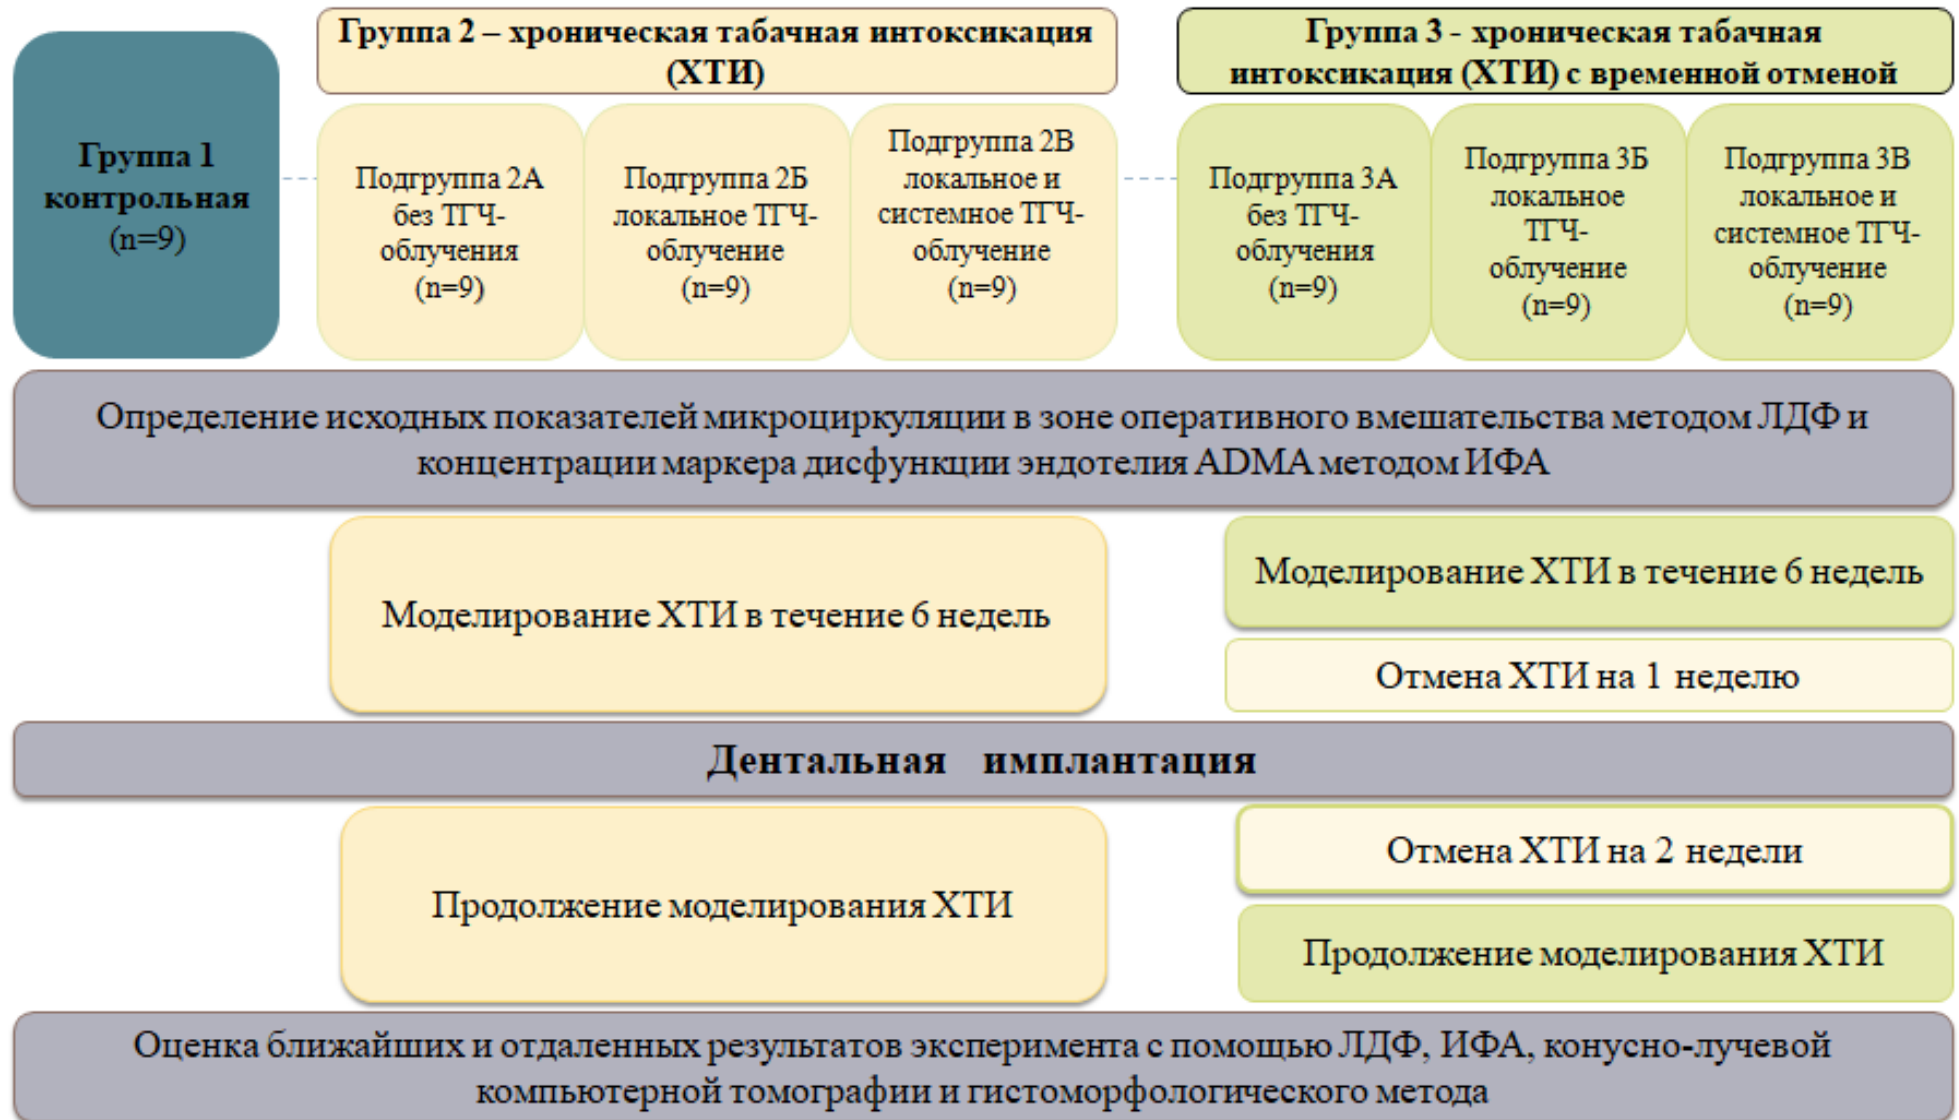 Группа 1
контрольная
(n=9)
Группа 2 – хроническая табачная интоксикация
(ХТИ)
Подгруппа 2А
без ТГЧ-
облучения
(n=9)
Подгруппа 2Б
локальное ТГЧ-
облучение
(n=9)
Подгруппа 2В
локальное и
системное ТГЧ-
облучение
(n=9)
Группа 3 - хроническая табачная
интоксикация (ХТИ) с временной отменой
Подгруппа 3А
без ТГЧ-
облучения
(n=9)
Подгруппа 3Б
локальное
ТГЧ-
облучение
(n=9)
Подгруппа 3В
локальное и
системное ТГЧ-
облучение
(n=9)
Определение исходных показателей микроциркуляции в зоне оперативного вмешательства методом ЛДФ и
концентрации маркера дисфункции эндотелия ADMA методом ИФА
Моделирование ХТИ в течение 6 недель
Моделирование ХТИ в течение 6 недель
Отмена ХТИ на 1 неделю
Дентальная имплантация
Продолжение моделирования ХТИ
Отмена ХТИ на 2 недели
Продолжение моделирования ХТИ
Оценка ближайших и отдаленных результатов эксперимента с помощью ЛДФ, ИФА, конусно-лучевой
компьютерной томографии и гистоморфологического метода